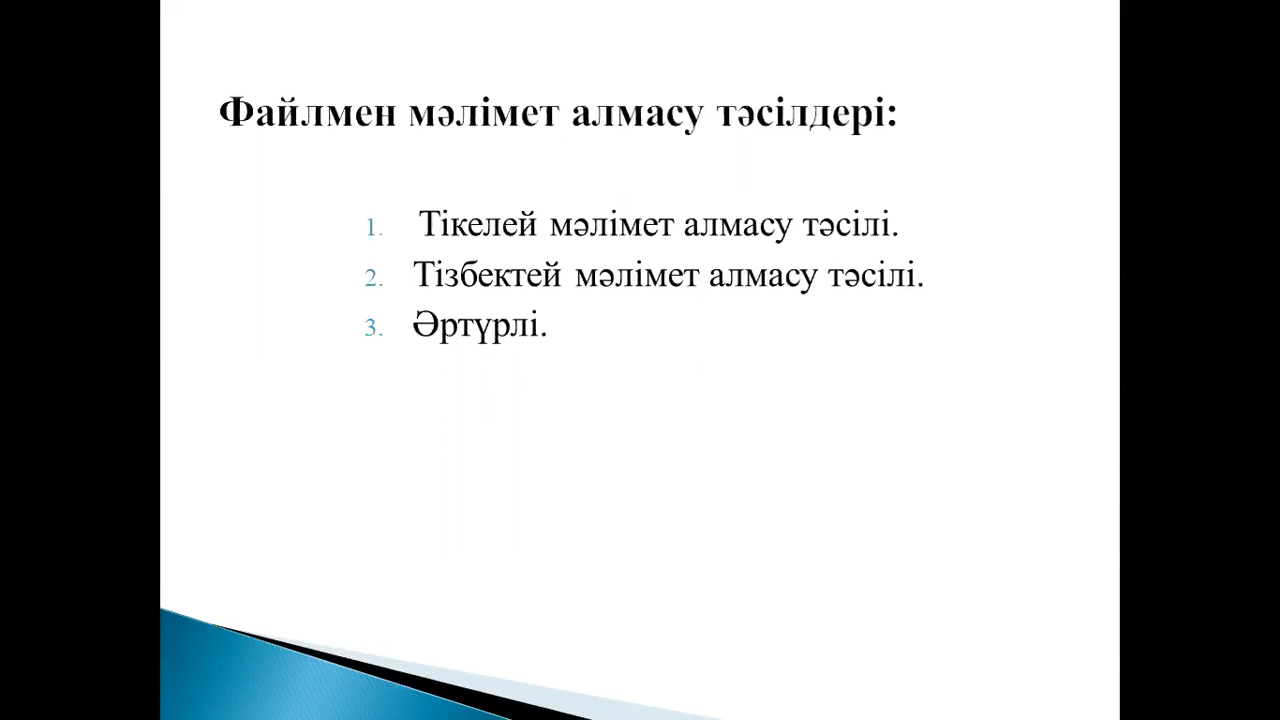 Файлмен мәлімет алмасу тәсілдері:
1. Тікелей мәлімет алмасу тәсілі.
2. Тізбектей мәлімет алмасу тәсілі.
3. Әртүрлі.